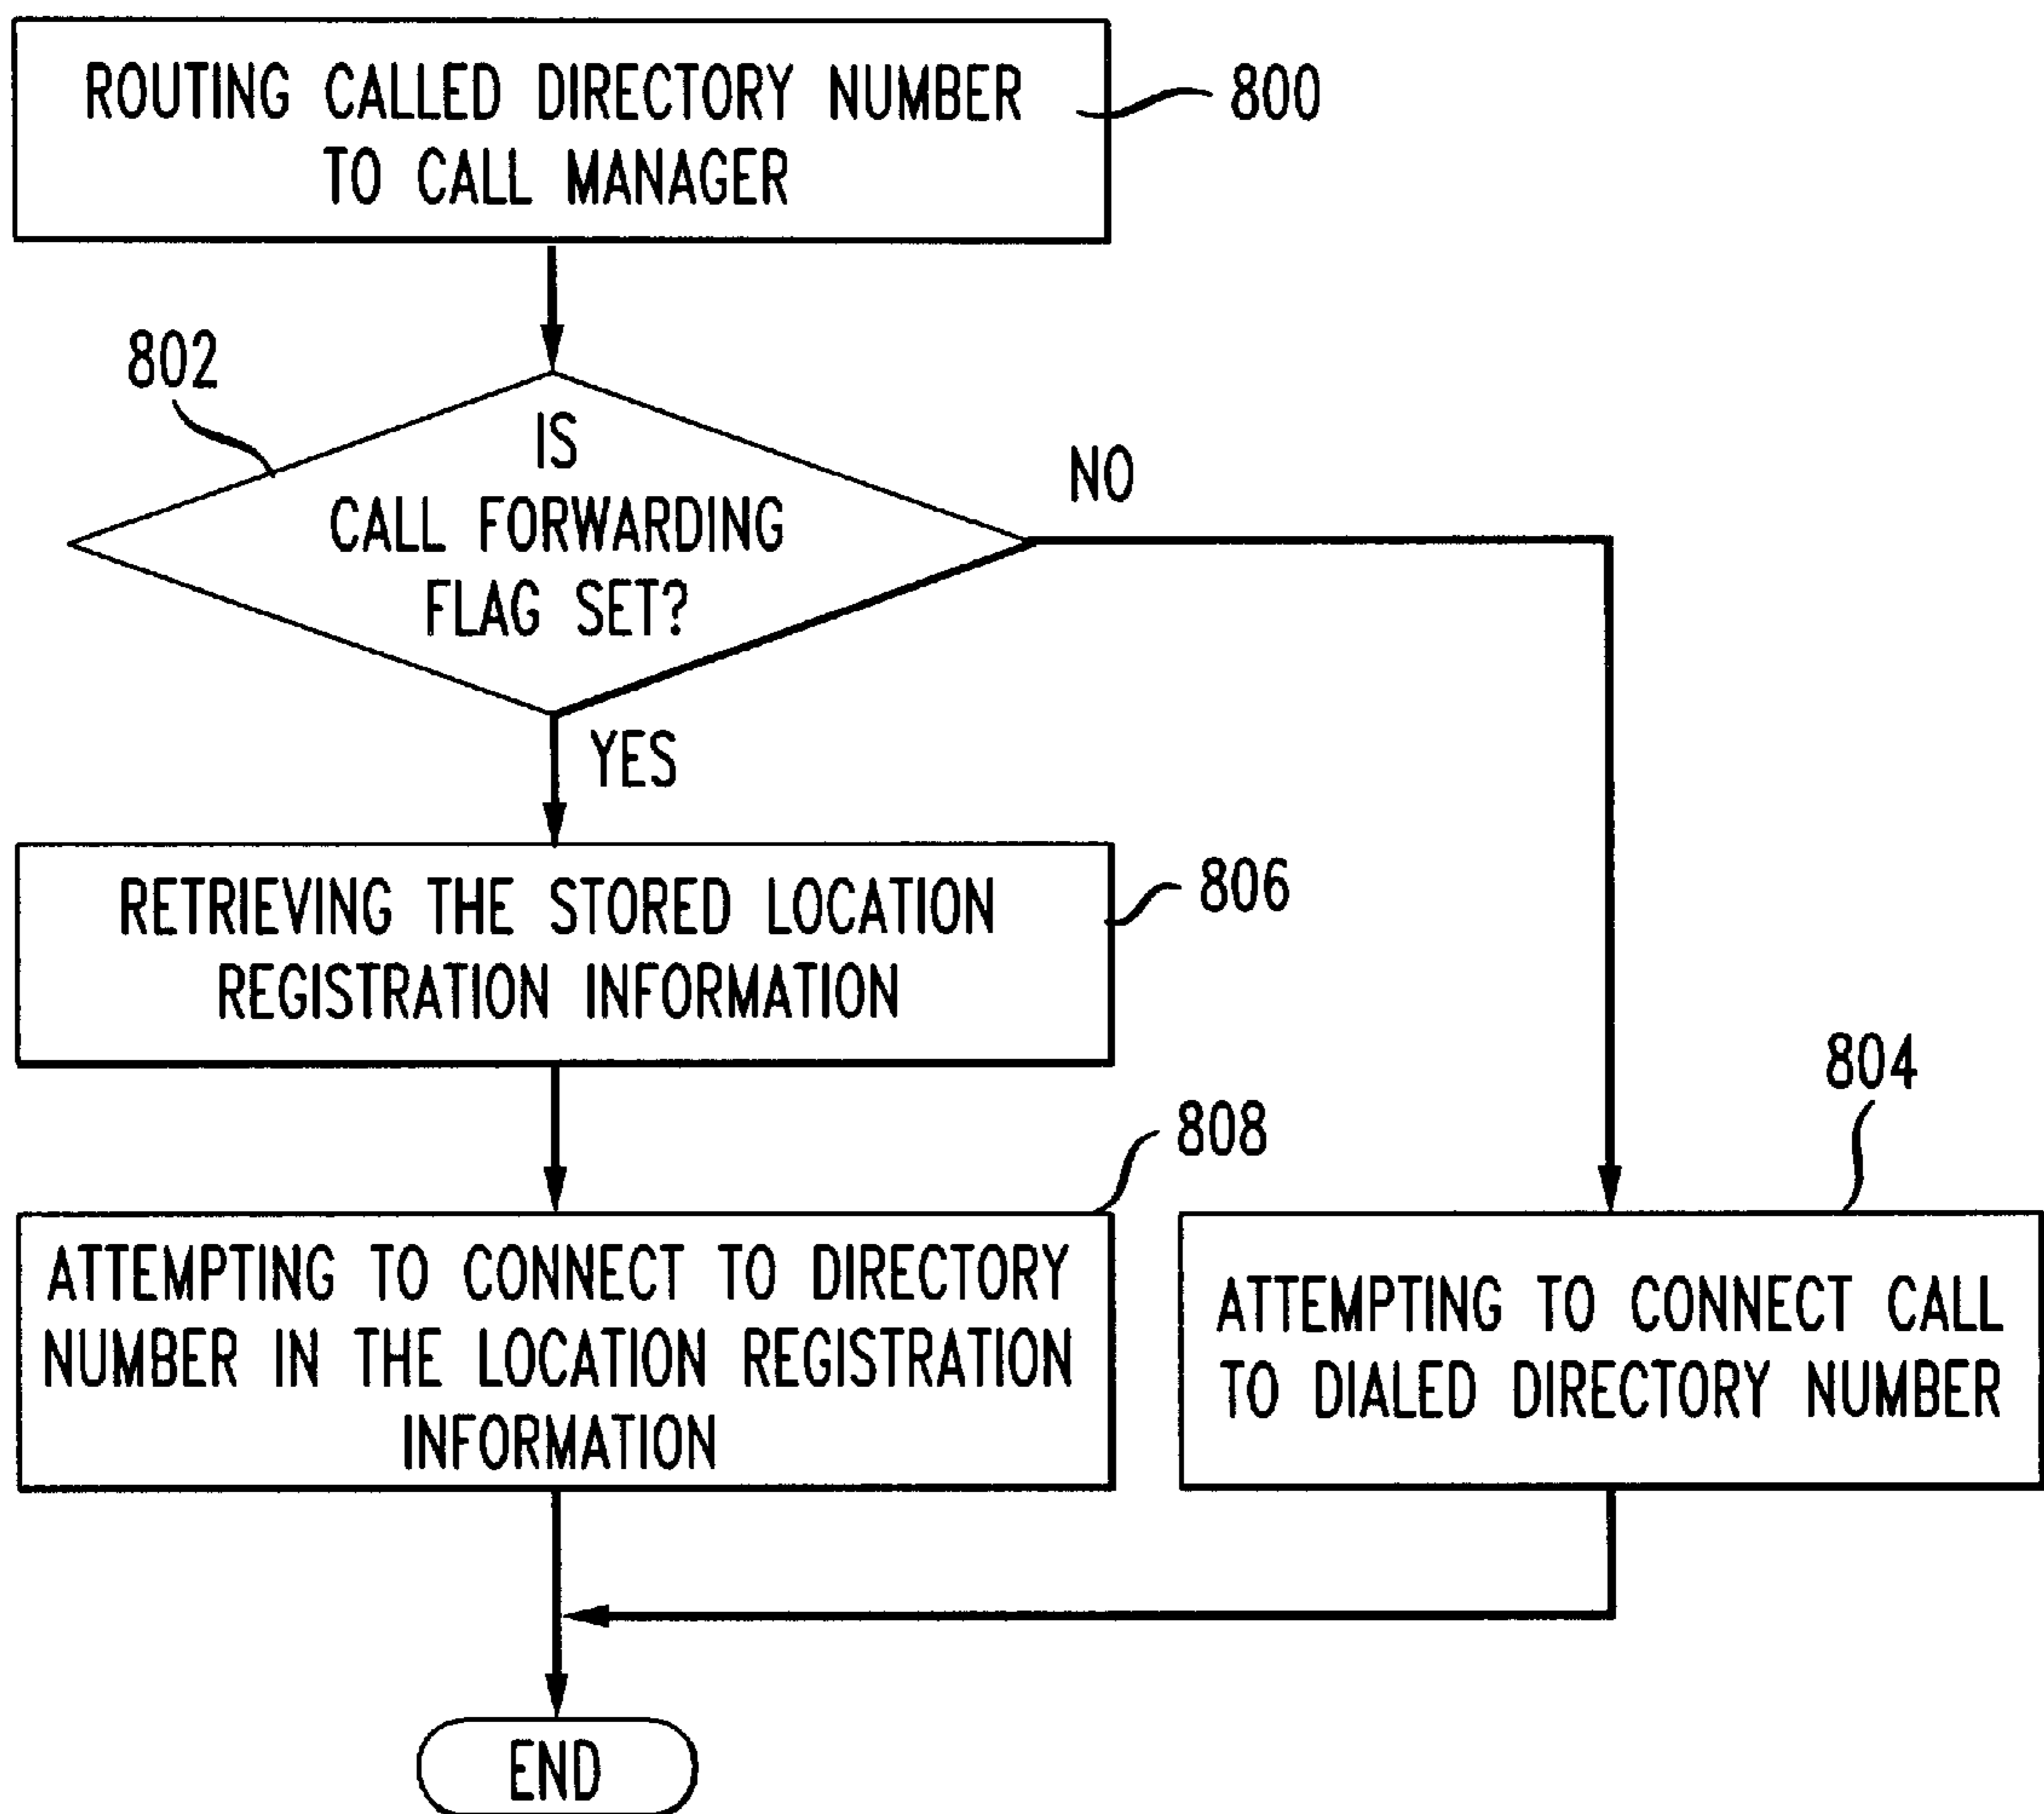 ROUTING CALLED DIRECTORY NUMBER
TO CALL MANAGER
800
802
IS
CALL FORWARDING
FLAG SET?
NO
YES
RETRIEVING THE STORED LOCATION
REGISTRATION INFORMATION
806
808
804
ATTEMPTING TO CONNECT TO DIRECTORY
NUMBER IN THE LOCATION REGISTRATION
INFORMATION
ATTEMPTING TO CONNECT CALL
TO DIALED DIRECTORY NUMBER
END